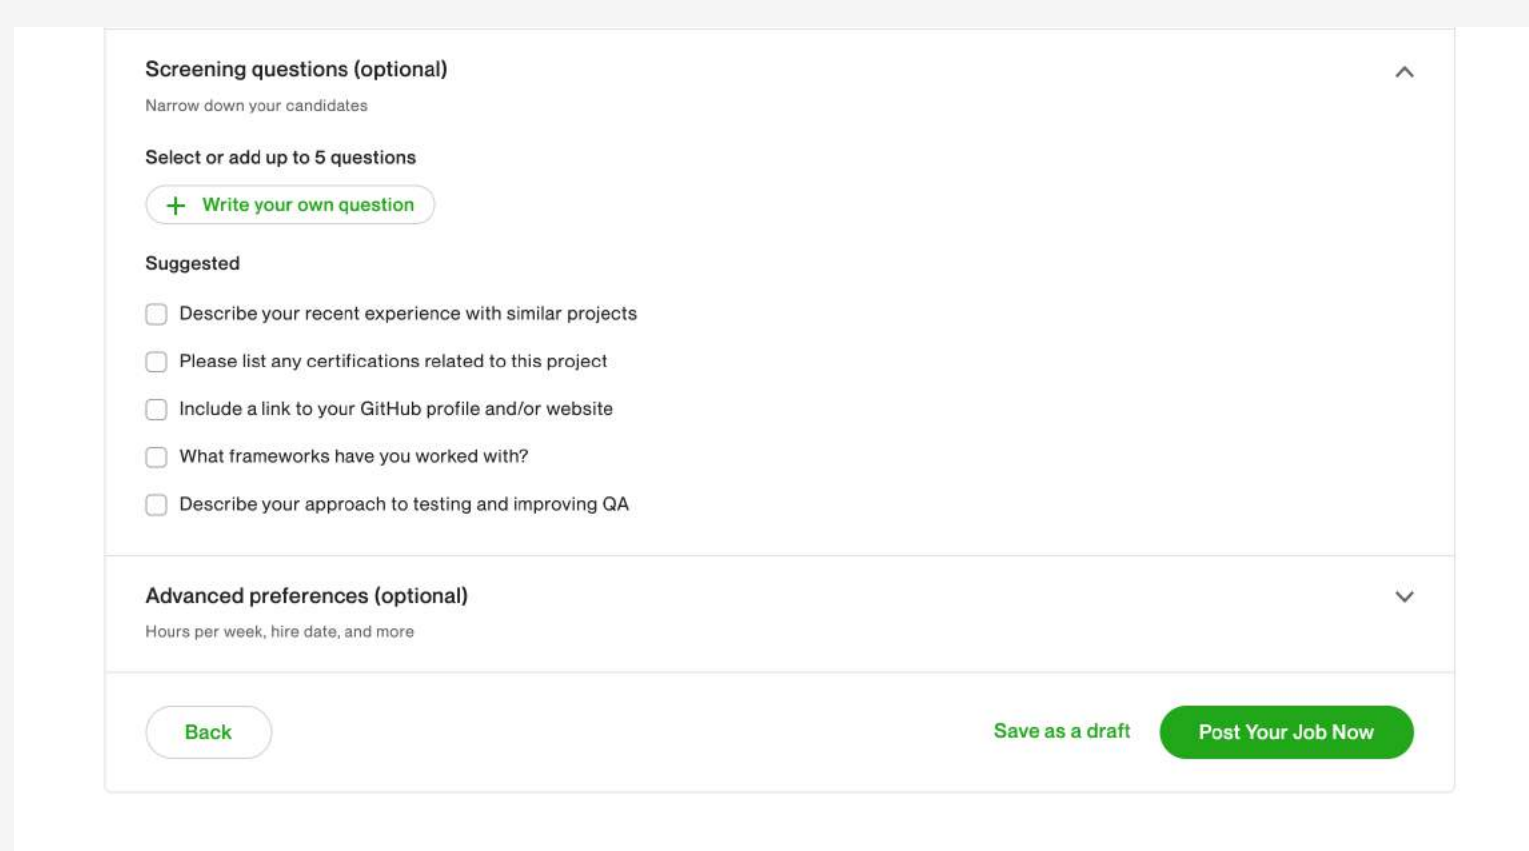 Screening questions (optional)
Narrow down your candidates
Select or add up to 5 questions
+ Write your own question
Suggested
Describe your recent experience with similar projects
Please list any certifications related to this project
Include a link to your GitHub profile and/or website
What frameworks have you worked with?
Describe your approach to testing and improving QA
Advanced preferences (optional)
Hours per week, hire date, and more
Back
Save as a draft
Post Your Job Now